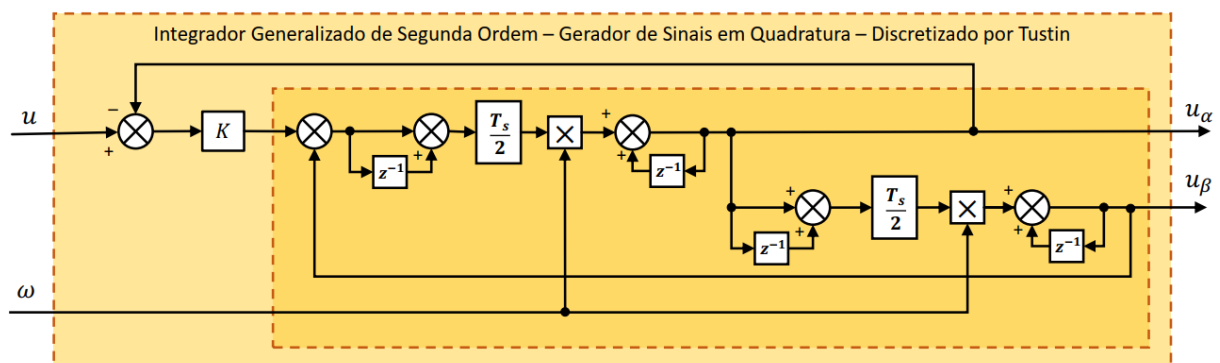 Integrador Generalizado de Segunda Ordem – Gerador de Sinais em Quadratura – Discretizado por Tustin
−
u
+
K
+
z⁻¹
T_s
2
×
+
+
z⁻¹
u_α
+
+
z⁻¹
T_s
2
×
+
+
z⁻¹
u_β
ω